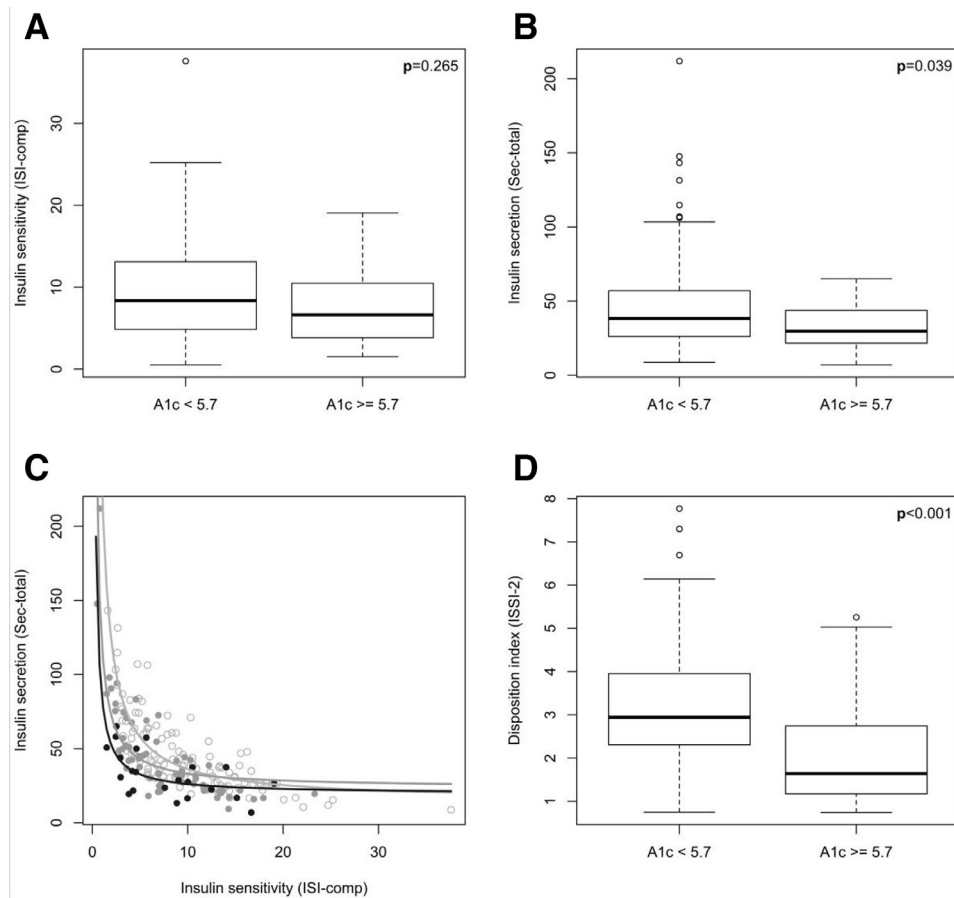 A
p=0.265
Insulin sensitivity (ISI-comp)
30
20
10
0
A1c < 5.7
A1c >= 5.7
B
p=0.039
Insulin secretion (Sec-total)
200
150
100
50
0
A1c < 5.7
A1c >= 5.7
C
Insulin secretion (Sec-total)
200
150
100
50
0
0
10
20
30
Insulin sensitivity (ISI-comp)
D
p<0.001
Disposition index (ISSI-2)
8
7
6
5
4
3
2
1
A1c < 5.7
A1c >= 5.7